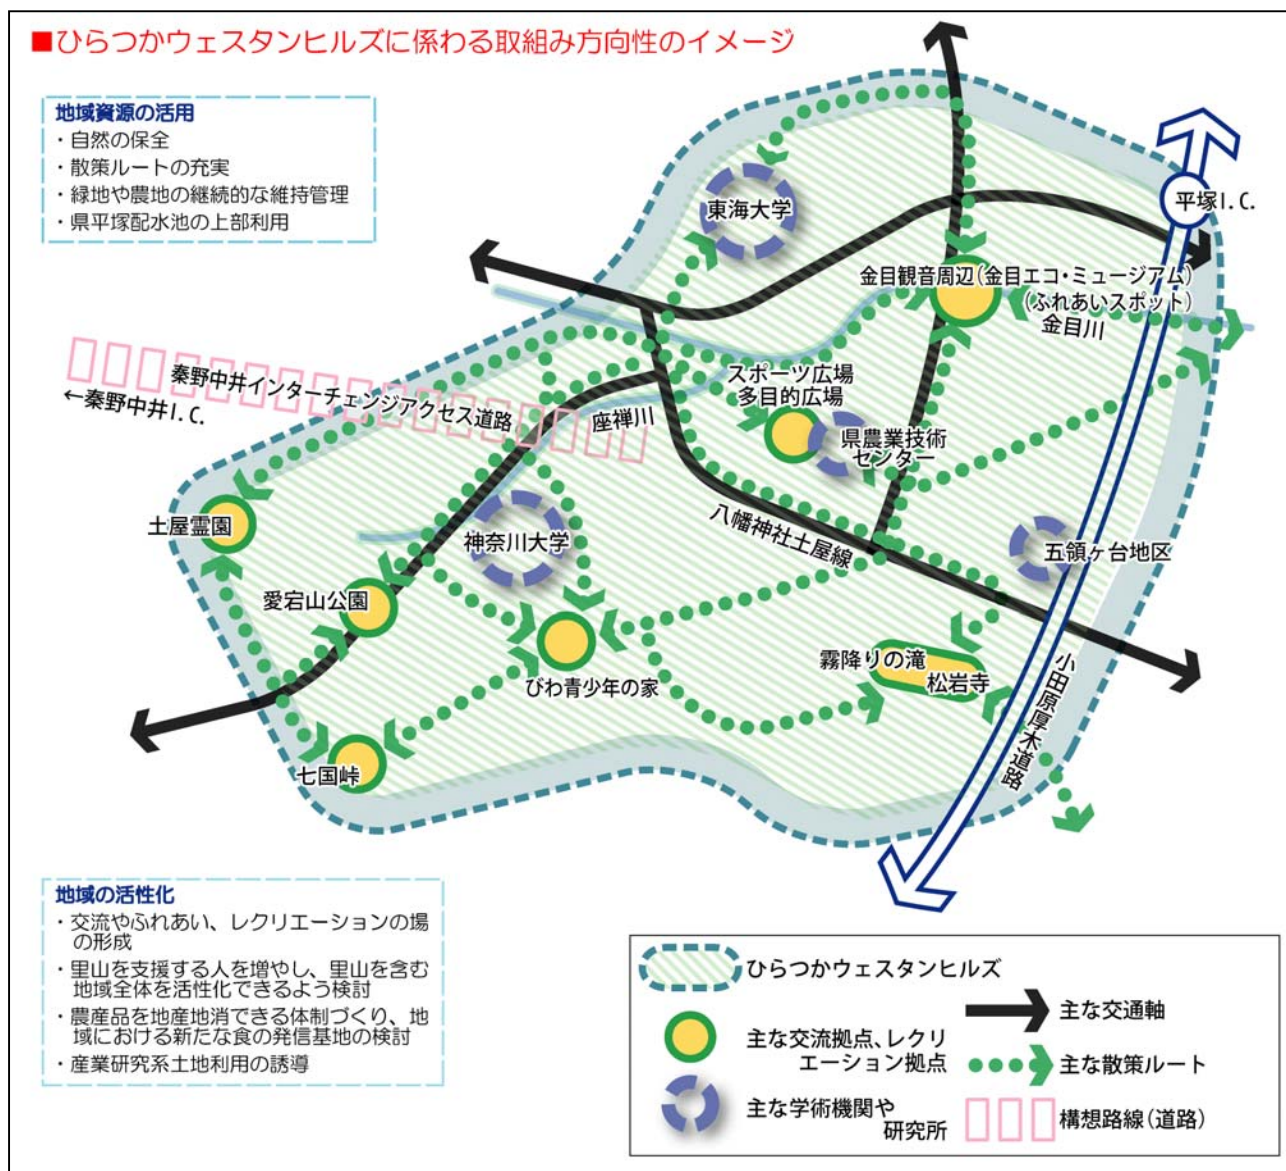 ■ひらつかウェスタンヒルズに係わる取組み方向性のイメージ
地域資源の活用
・自然の保全
・散策ルートの充実
・緑地や農地の継続的な維持管理
・県平塚配水池の上部利用
東海大学
平塚I.C.
金目観音周辺(金目エコ・ミュージアム)
(ふれあいスポット)
金目川
秦野中井インターチェンジアクセス道路
←秦野中井I.C.
座禅川
スポーツ広場
多目的広場
県農業技術
センター
土屋霊園
神奈川大学
八幡神社土屋線
五領ヶ台地区
愛宕山公園
びわ青少年の家
霧降りの滝
松岩寺
小田原厚木道路
七国峠
地域の活性化
・交流やふれあい、レクリエーションの場
の形成
・里山を支援する人を増やし、里山を含む
地域全体を活性化できるよう検討
・農産品を地産地消できる体制づくり、地
域における新たな食の発信基地の検討
・産業研究系土地利用の誘導
ひらつかウェスタンヒルズ
主な交流拠点、レクリ
エーション拠点
主な学術機関や
研究所
主な交通軸
主な散策ルート
構想路線(道路)